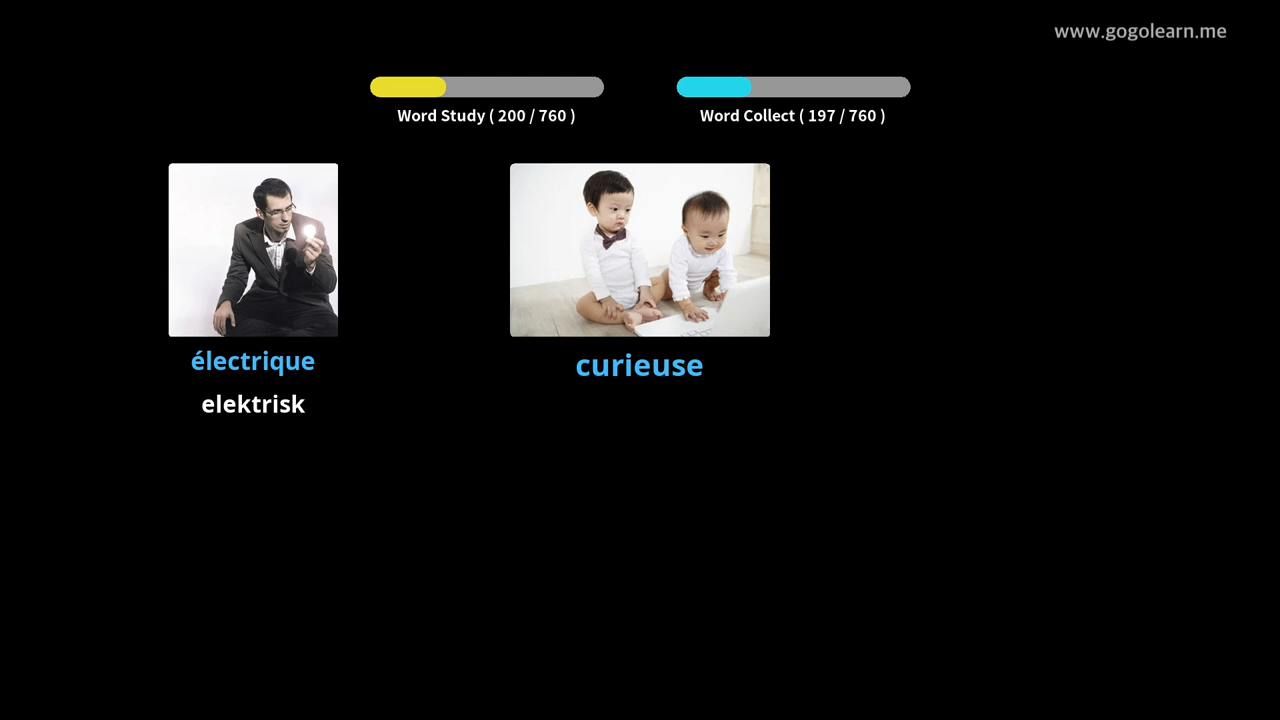 www.gogolearn.me
Word Study ( 200 / 760 )
Word Collect ( 197 / 760 )
électrique
elektrisk
curieuse